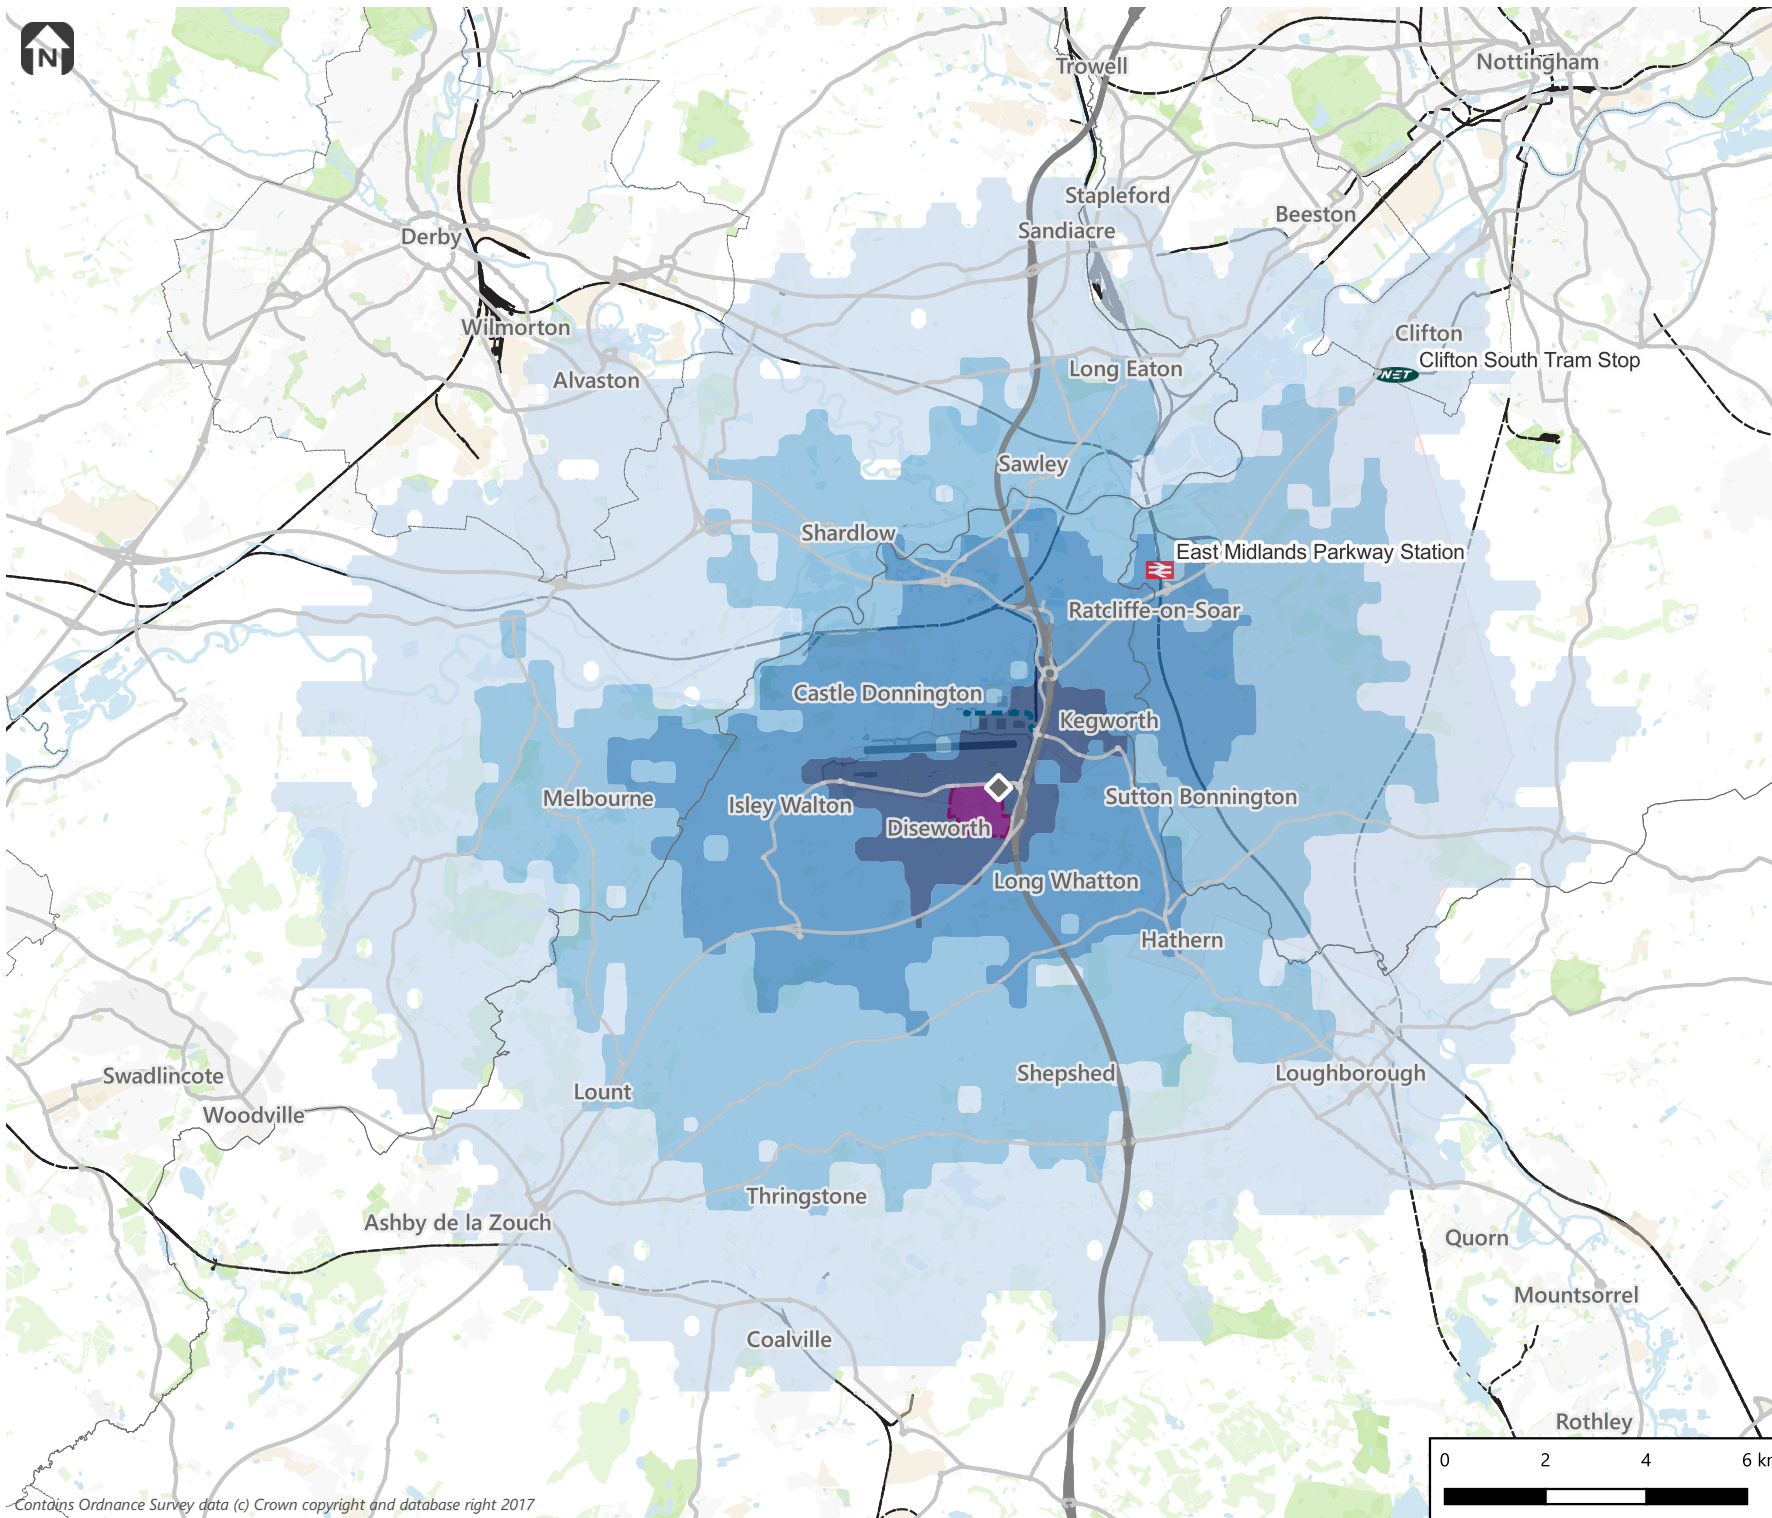 N
Trowell
Nottingham
Stapleford
Beeston
Sandiacre
Derby
Wilmorton
Clifton
Clifton South Tram Stop
NET
Long Eaton
Alvaston
Sawley
Shardlow
East Midlands Parkway Station
Ratcliffe-on-Soar
Castle Donnington
Kegworth
Melbourne
Isley Walton
Sutton Bonnington
Diseworth
Long Whatton
Hathern
Swadlincote
Shepshed
Loughborough
Lount
Woodville
Thringstone
Ashby de la Zouch
Quorn
Mountsorrel
Coalville
Rothley
0 2 4 6 km
Contains Ordnance Survey data (c) Crown copyright and database right 2017